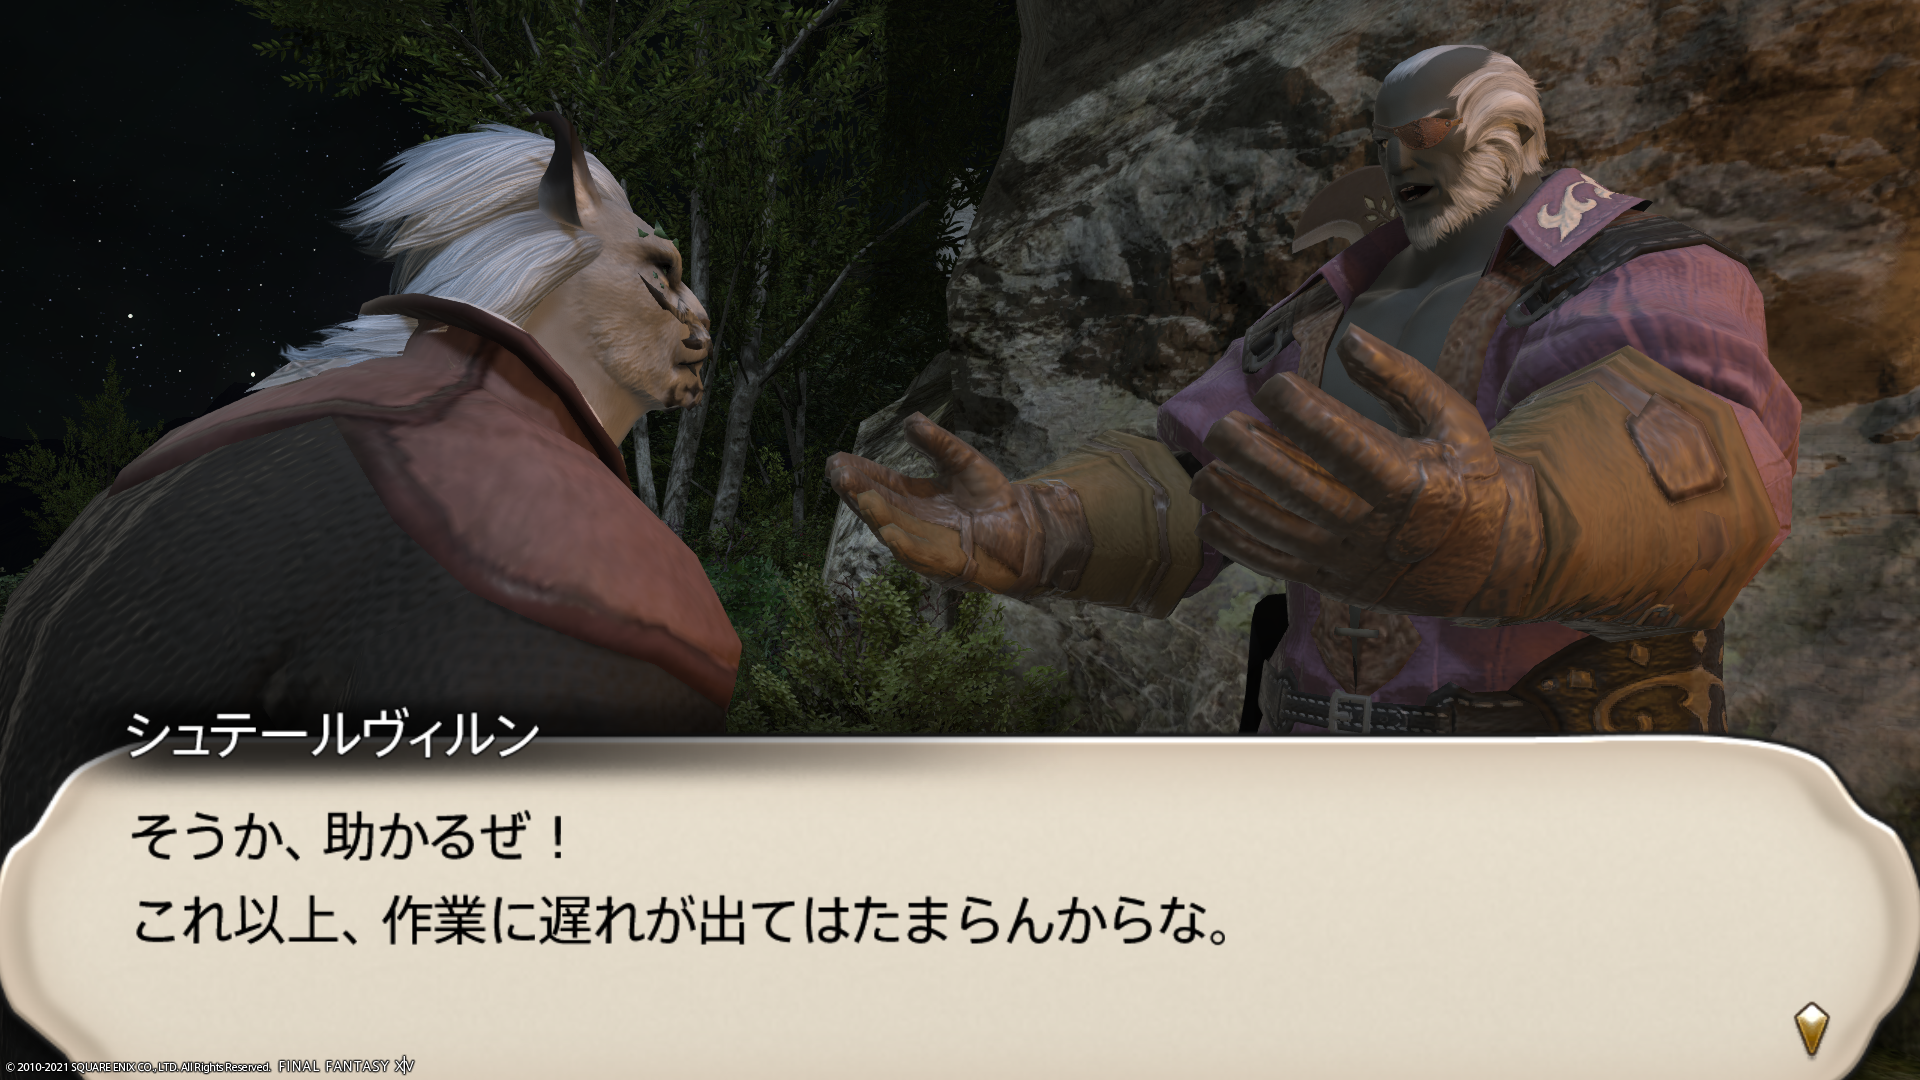 シュテールヴィルン
そうか、助かるぜ！
これ以上、作業に遅れが出てはたまらんからな。
© 2010-2021 SQUARE ENIX CO., LTD. All Rights Reserved. FINAL FANTASY XIV